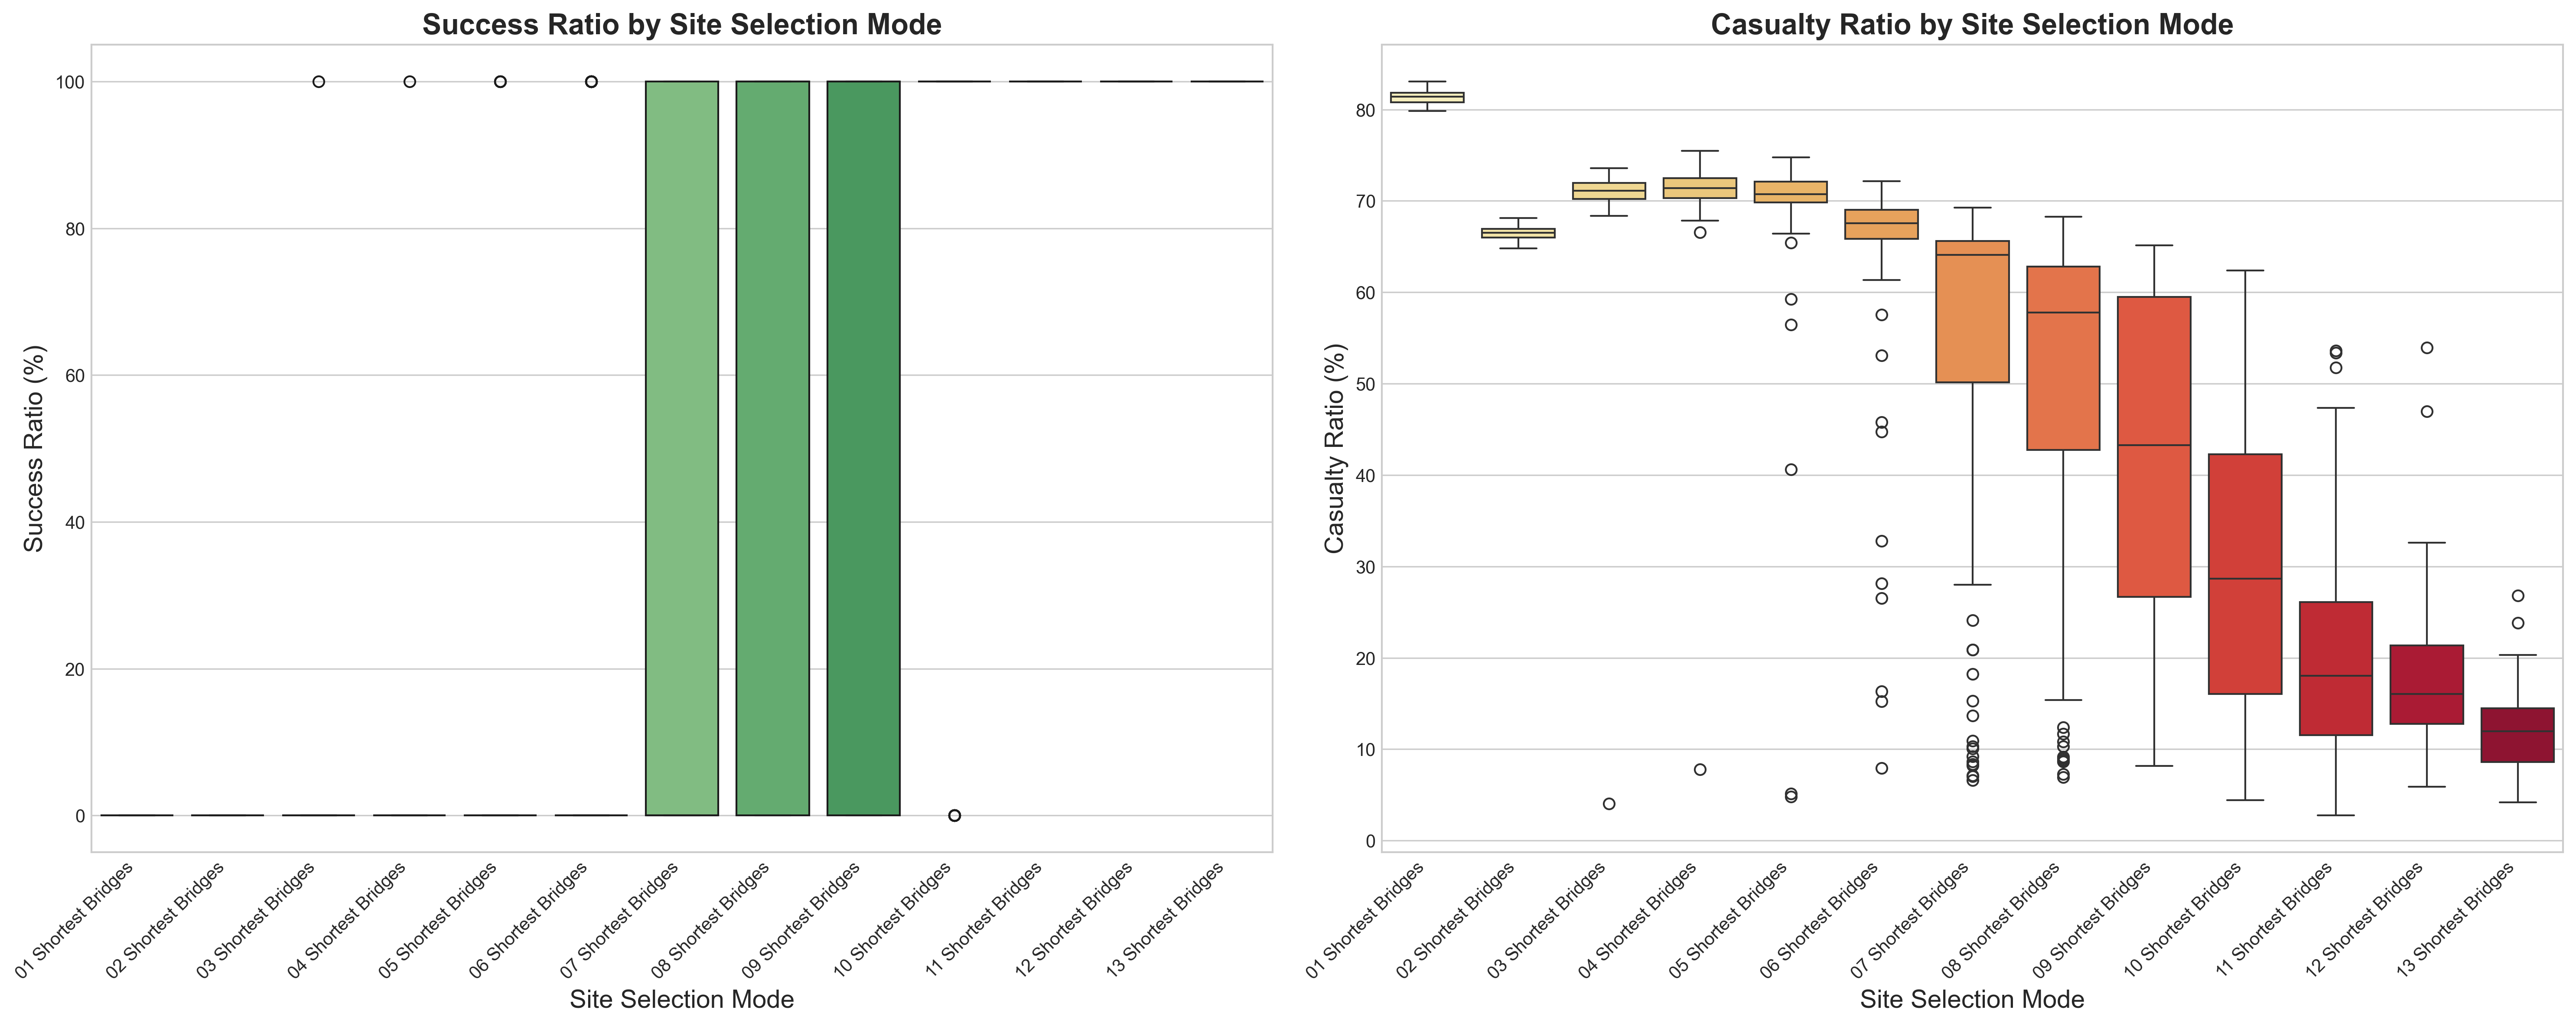 Success Ratio by Site Selection Mode
Success Ratio (%)
100
80
60
40
20
0
01 Shortest Bridges
02 Shortest Bridges
03 Shortest Bridges
04 Shortest Bridges
05 Shortest Bridges
06 Shortest Bridges
07 Shortest Bridges
08 Shortest Bridges
09 Shortest Bridges
10 Shortest Bridges
11 Shortest Bridges
12 Shortest Bridges
13 Shortest Bridges
Site Selection Mode
Casualty Ratio by Site Selection Mode
Casualty Ratio (%)
80
70
60
50
40
30
20
10
0
01 Shortest Bridges
02 Shortest Bridges
03 Shortest Bridges
04 Shortest Bridges
05 Shortest Bridges
06 Shortest Bridges
07 Shortest Bridges
08 Shortest Bridges
09 Shortest Bridges
10 Shortest Bridges
11 Shortest Bridges
12 Shortest Bridges
13 Shortest Bridges
Site Selection Mode